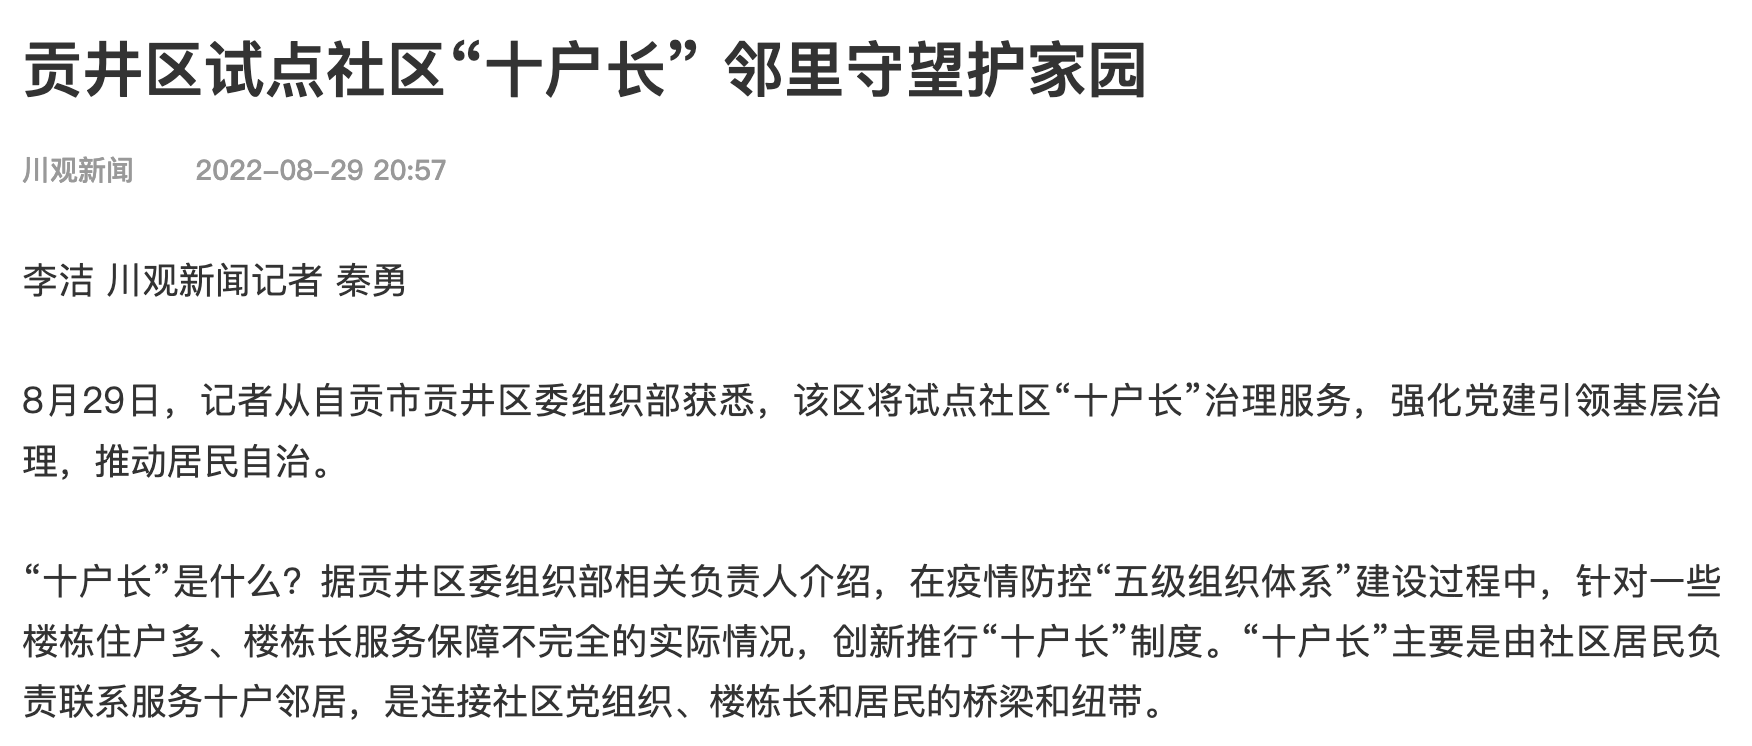 贡井区试点社区“十户长” 邻里守望护家园
川观新闻 2022-08-29 20:57
李洁 川观新闻记者 秦勇
8月29日，记者从自贡市贡井区委组织部获悉，该区将试点社区“十户长”治理服务，强化党建引领基层治
理，推动居民自治。
“十户长”是什么？据贡井区委组织部相关负责人介绍，在疫情防控“五级组织体系”建设过程中，针对一些
楼栋住户多、楼栋长服务保障不完全的实际情况，创新推行“十户长”制度。“十户长”主要是由社区居民负
责联系服务十户邻居，是连接社区党组织、楼栋长和居民的桥梁和纽带。